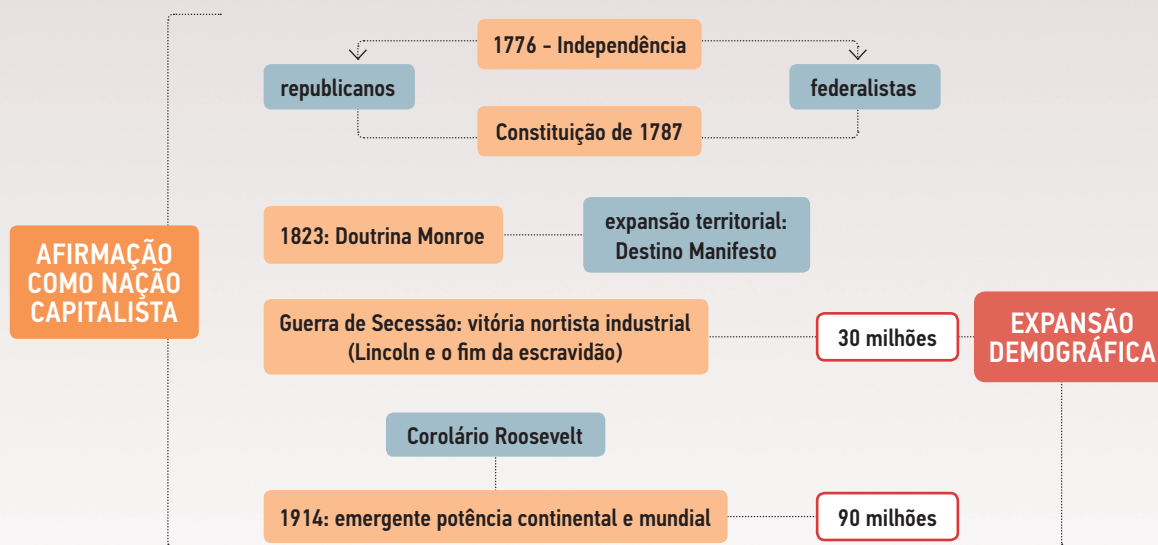 1776 - Independência
republicanos
federalistas
Constituição de 1787
1823: Doutrina Monroe
expansão territorial:
Destino Manifesto
AFIRMAÇÃO
COMO NAÇÃO
CAPITALISTA
Guerra de Secessão: vitória nortista industrial
(Lincoln e o fim da escravidão)
30 milhões
EXPANSÃO
DEMOGRÁFICA
Corolário Roosevelt
1914: emergente potência continental e mundial
90 milhões